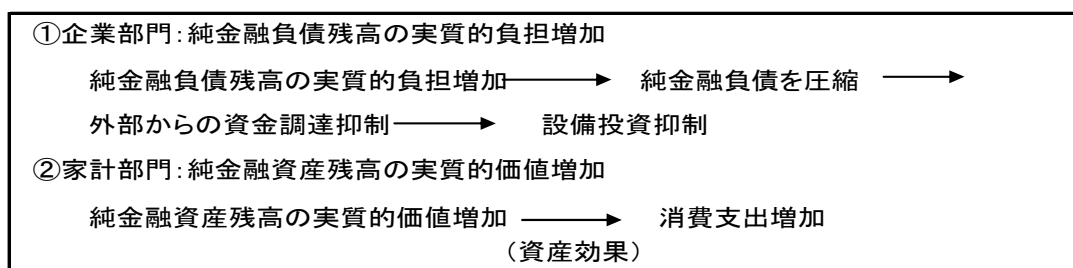 ①企業部門:純金融負債残高の実質的負担増加
純金融負債残高の実質的負担増加 → 純金融負債を圧縮 →
外部からの資金調達抑制 → 設備投資抑制
②家計部門:純金融資産残高の実質的価値増加
純金融資産残高の実質的価値増加 → 消費支出増加
（資産効果）